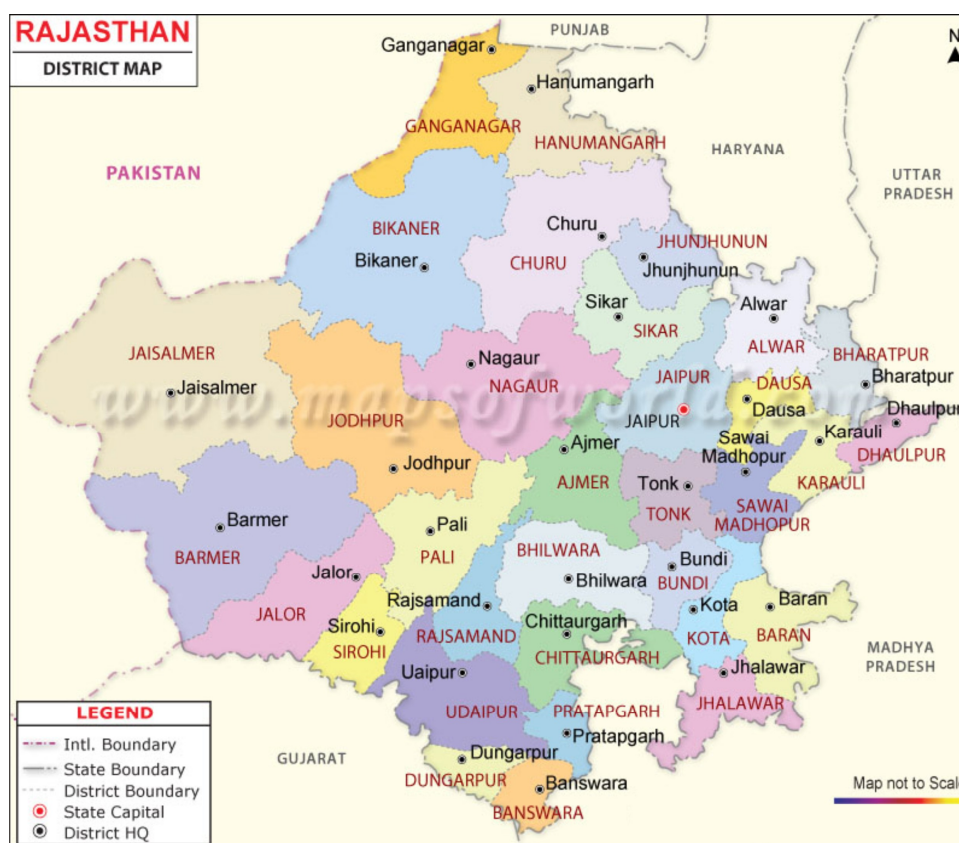 RAJASTHAN
DISTRICT MAP
PUNJAB
N
Ganganagar
Hanumangarh
GANGANAGAR
HANUMANGARH
HARYANA
PAKISTAN
UTTAR
PRADESH
BIKANER
Churu
JHUNJHUNUN
Bikaner
CHURU
Jhunjhunun
Sikar
Alwar
SIKAR
JAISALMER
Nagaur
ALWAR
BHARATPUR
NAGAUR
JAIPUR
DAUSA
Bharatpur
Jaisalmer
www.mapsofworld.com
Dausa
Dhaulpur
JODHPUR
JAIPUR
Ajmer
Sawai
Madhopur
Karauli
DHAULPUR
Jodhpur
AJMER
Tonk
KARAULI
TONK
SAWAI
MADHOPUR
Barmer
Pali
BARMER
PALI
BHILWARA
Bundi
Jalor
Bhilwara
BUNDI
JALOR
Rajsamand
Kota
Baran
Sirohi
RAJSAMAND
Chittaurgarh
KOTA
BARAN
SIROHI
CHITTAURGARH
MADHYA
PRADESH
Uaipur
Jhalawar
UDAIPUR
PRATAPGARH
JHALAWAR
Pratapgarh
GUJARAT
Dungarpur
DUNGARPUR
Banswara
BANSWARA
LEGEND
Intl. Boundary
State Boundary
District Boundary
State Capital
District HQ
Map not to Scale